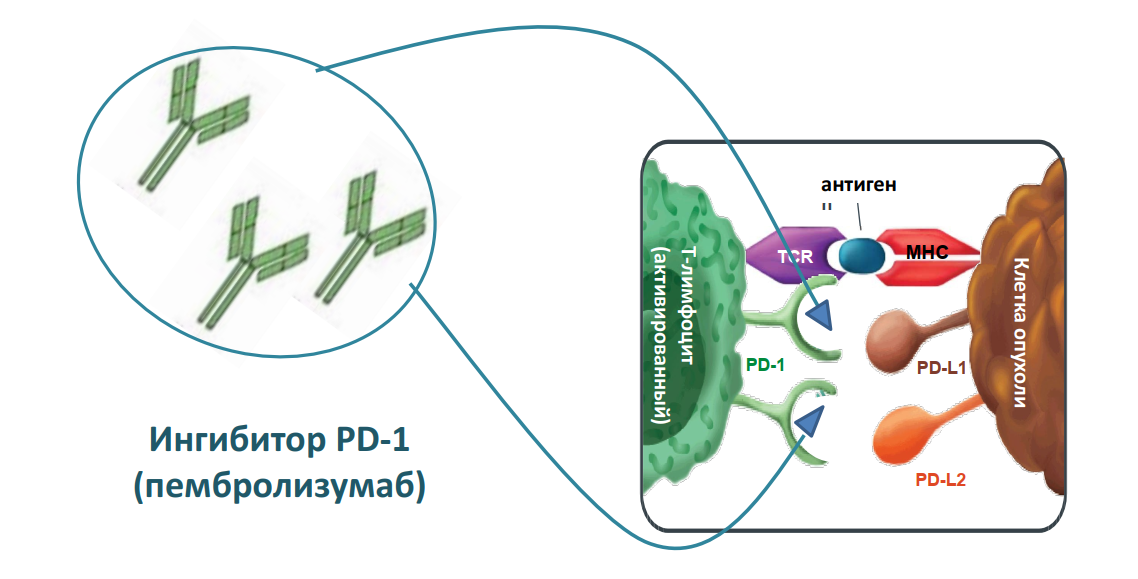 антиген
"
TCR
MHC
Т-лимфоцит
(активированный)
Клетка опухоли
PD-1
PD-L1
PD-L2
Ингибитор PD-1
(пембролизумаб)